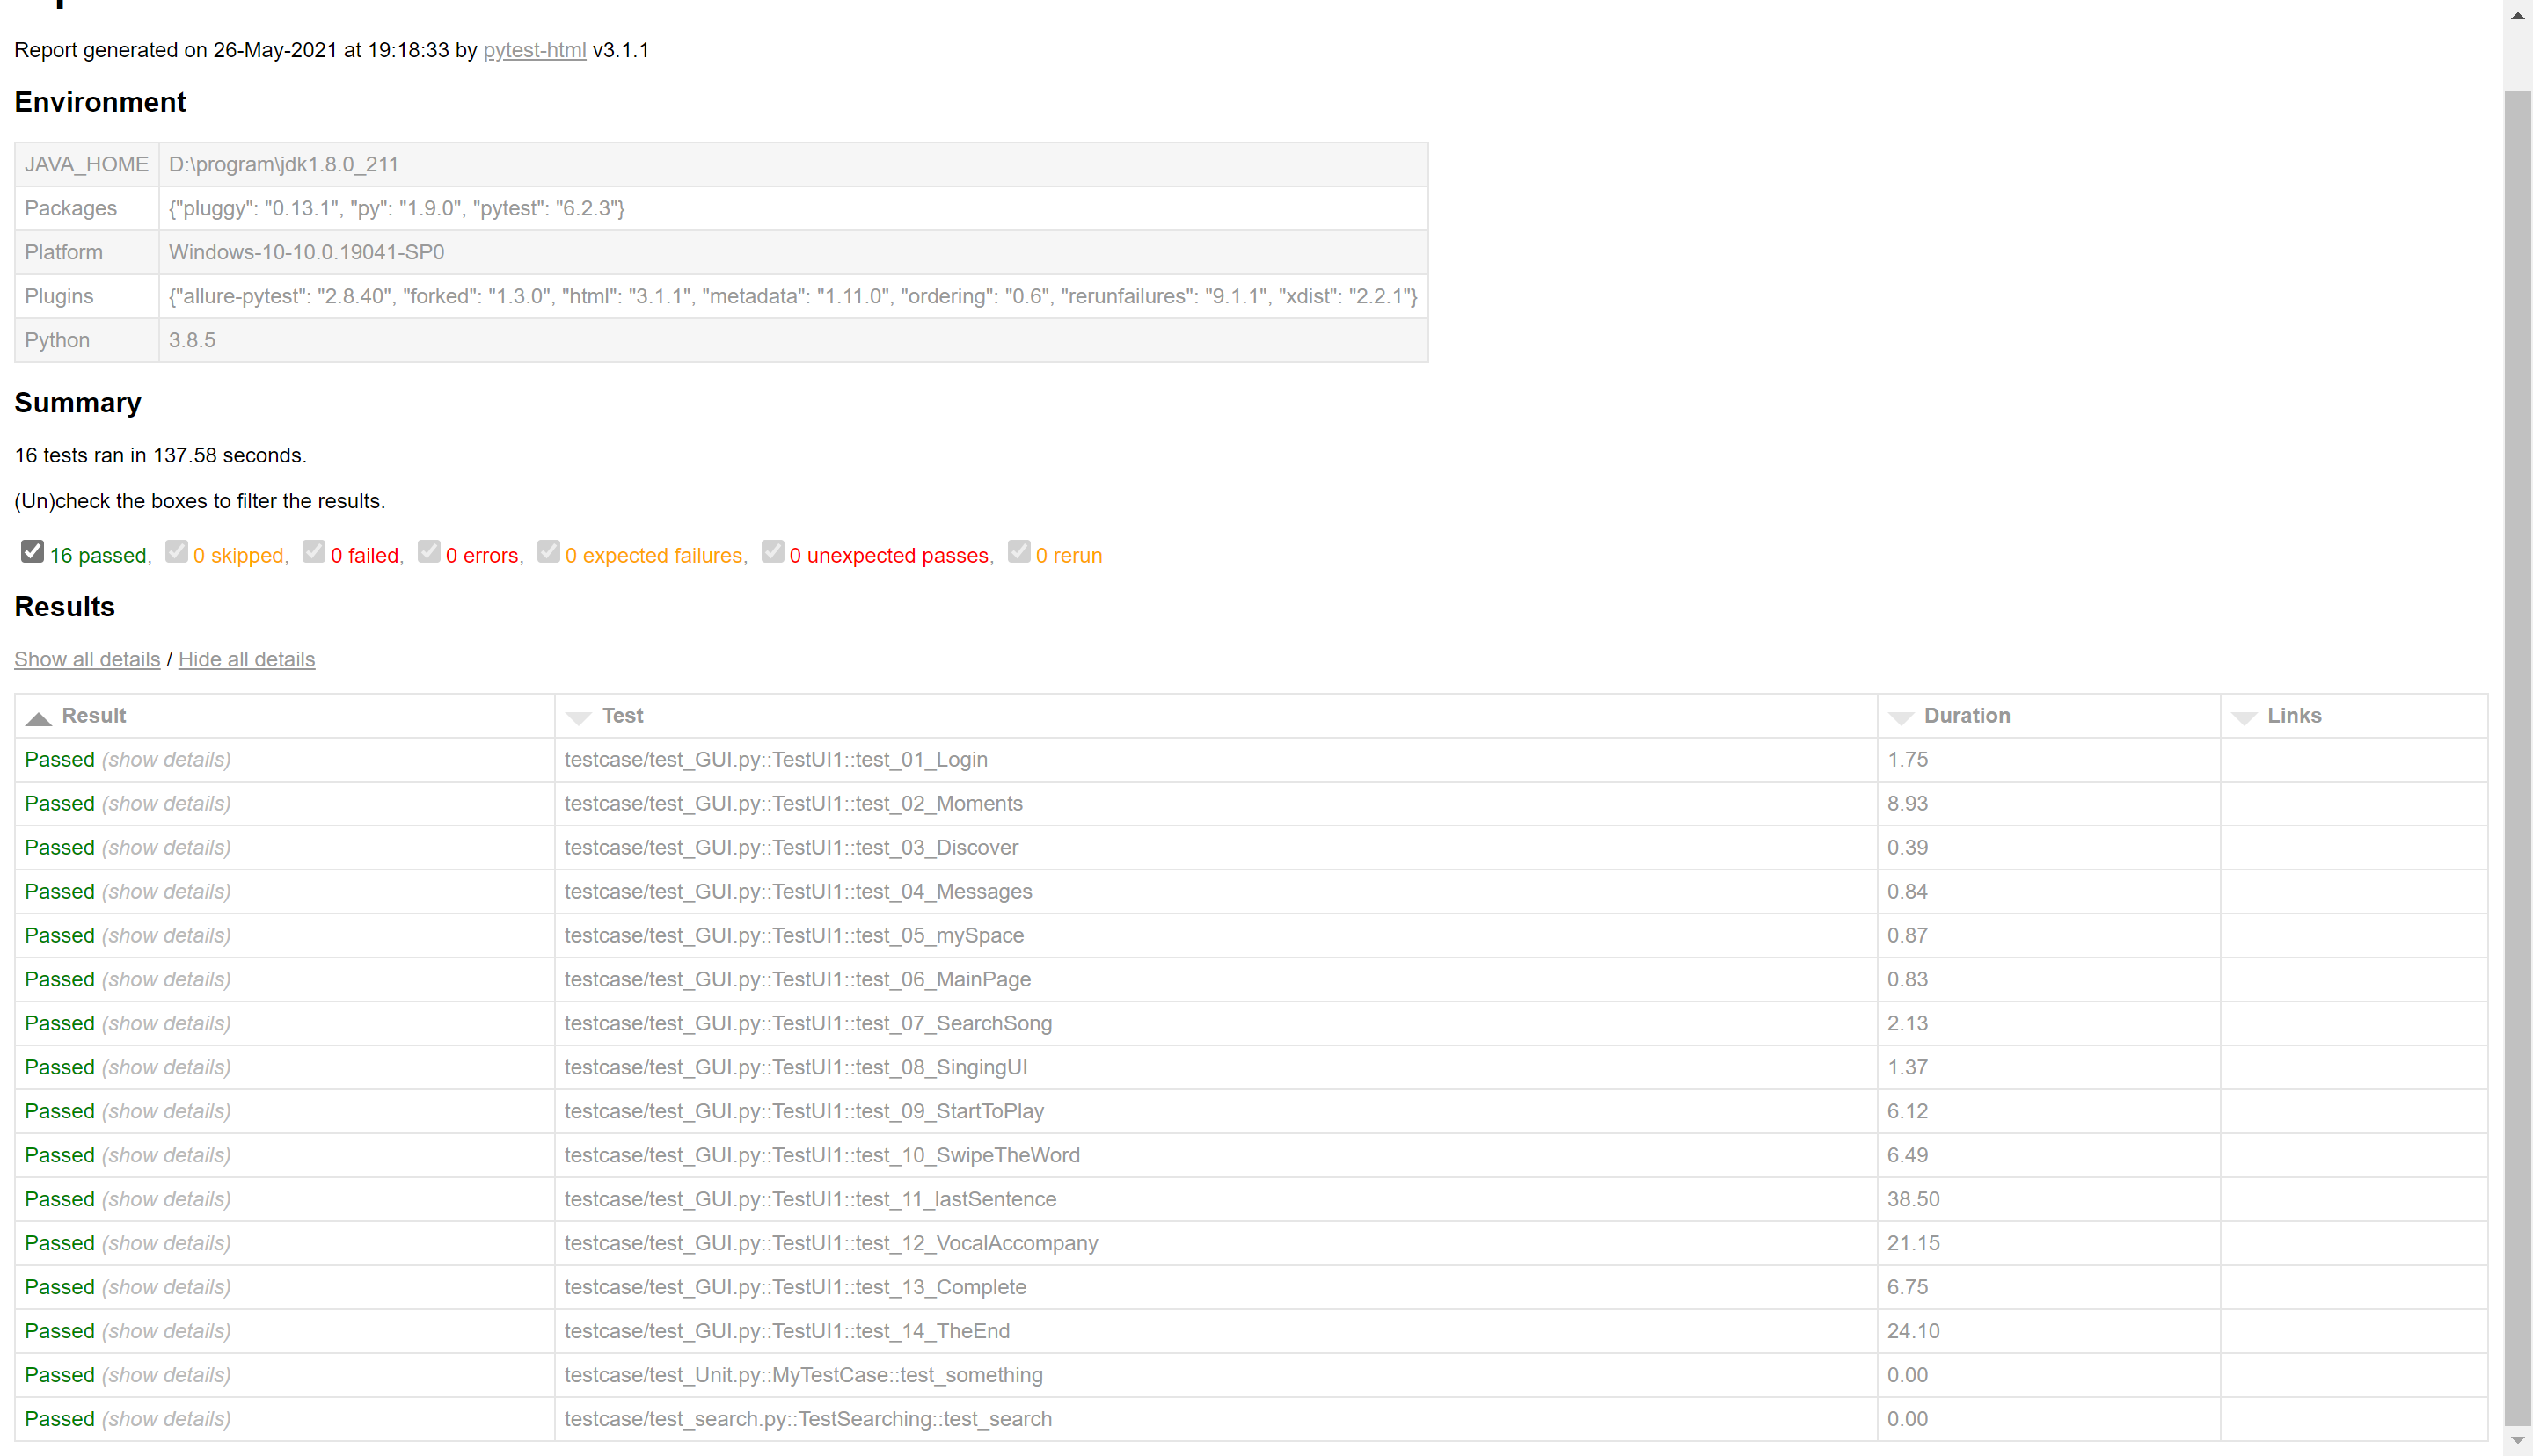 Report generated on 26-May-2021 at 19:18:33 by pytest-html v3.1.1
Environment
JAVA_HOME D:\program\jdk1.8.0_211
Packages {"pluggy": "0.13.1", "py": "1.9.0", "pytest": "6.2.3"}
Platform Windows-10-10.0.19041-SP0
Plugins {"allure-pytest": "2.8.40", "forked": "1.3.0", "html": "3.1.1", "metadata": "1.11.0", "ordering": "0.6", "rerunfailures": "9.1.1", "xdist": "2.2.1"}
Python 3.8.5
Summary
16 tests ran in 137.58 seconds.
(Un)check the boxes to filter the results.
16 passed, 0 skipped, 0 failed, 0 errors, 0 expected failures, 0 unexpected passes, 0 rerun
Results
Show all details / Hide all details
Result Test Duration Links
Passed (show details) testcase/test_GUI.py::TestUI1::test_01_Login 1.75
Passed (show details) testcase/test_GUI.py::TestUI1::test_02_Moments 8.93
Passed (show details) testcase/test_GUI.py::TestUI1::test_03_Discover 0.39
Passed (show details) testcase/test_GUI.py::TestUI1::test_04_Messages 0.84
Passed (show details) testcase/test_GUI.py::TestUI1::test_05_mySpace 0.87
Passed (show details) testcase/test_GUI.py::TestUI1::test_06_MainPage 0.83
Passed (show details) testcase/test_GUI.py::TestUI1::test_07_SearchSong 2.13
Passed (show details) testcase/test_GUI.py::TestUI1::test_08_SingingUI 1.37
Passed (show details) testcase/test_GUI.py::TestUI1::test_09_StartToPlay 6.12
Passed (show details) testcase/test_GUI.py::TestUI1::test_10_SwipeTheWord 6.49
Passed (show details) testcase/test_GUI.py::TestUI1::test_11_lastSentence 38.50
Passed (show details) testcase/test_GUI.py::TestUI1::test_12_VocalAccompany 21.15
Passed (show details) testcase/test_GUI.py::TestUI1::test_13_Complete 6.75
Passed (show details) testcase/test_GUI.py::TestUI1::test_14_TheEnd 24.10
Passed (show details) testcase/test_Unit.py::MyTestCase::test_something 0.00
Passed (show details) testcase/test_search.py::TestSearching::test_search 0.00